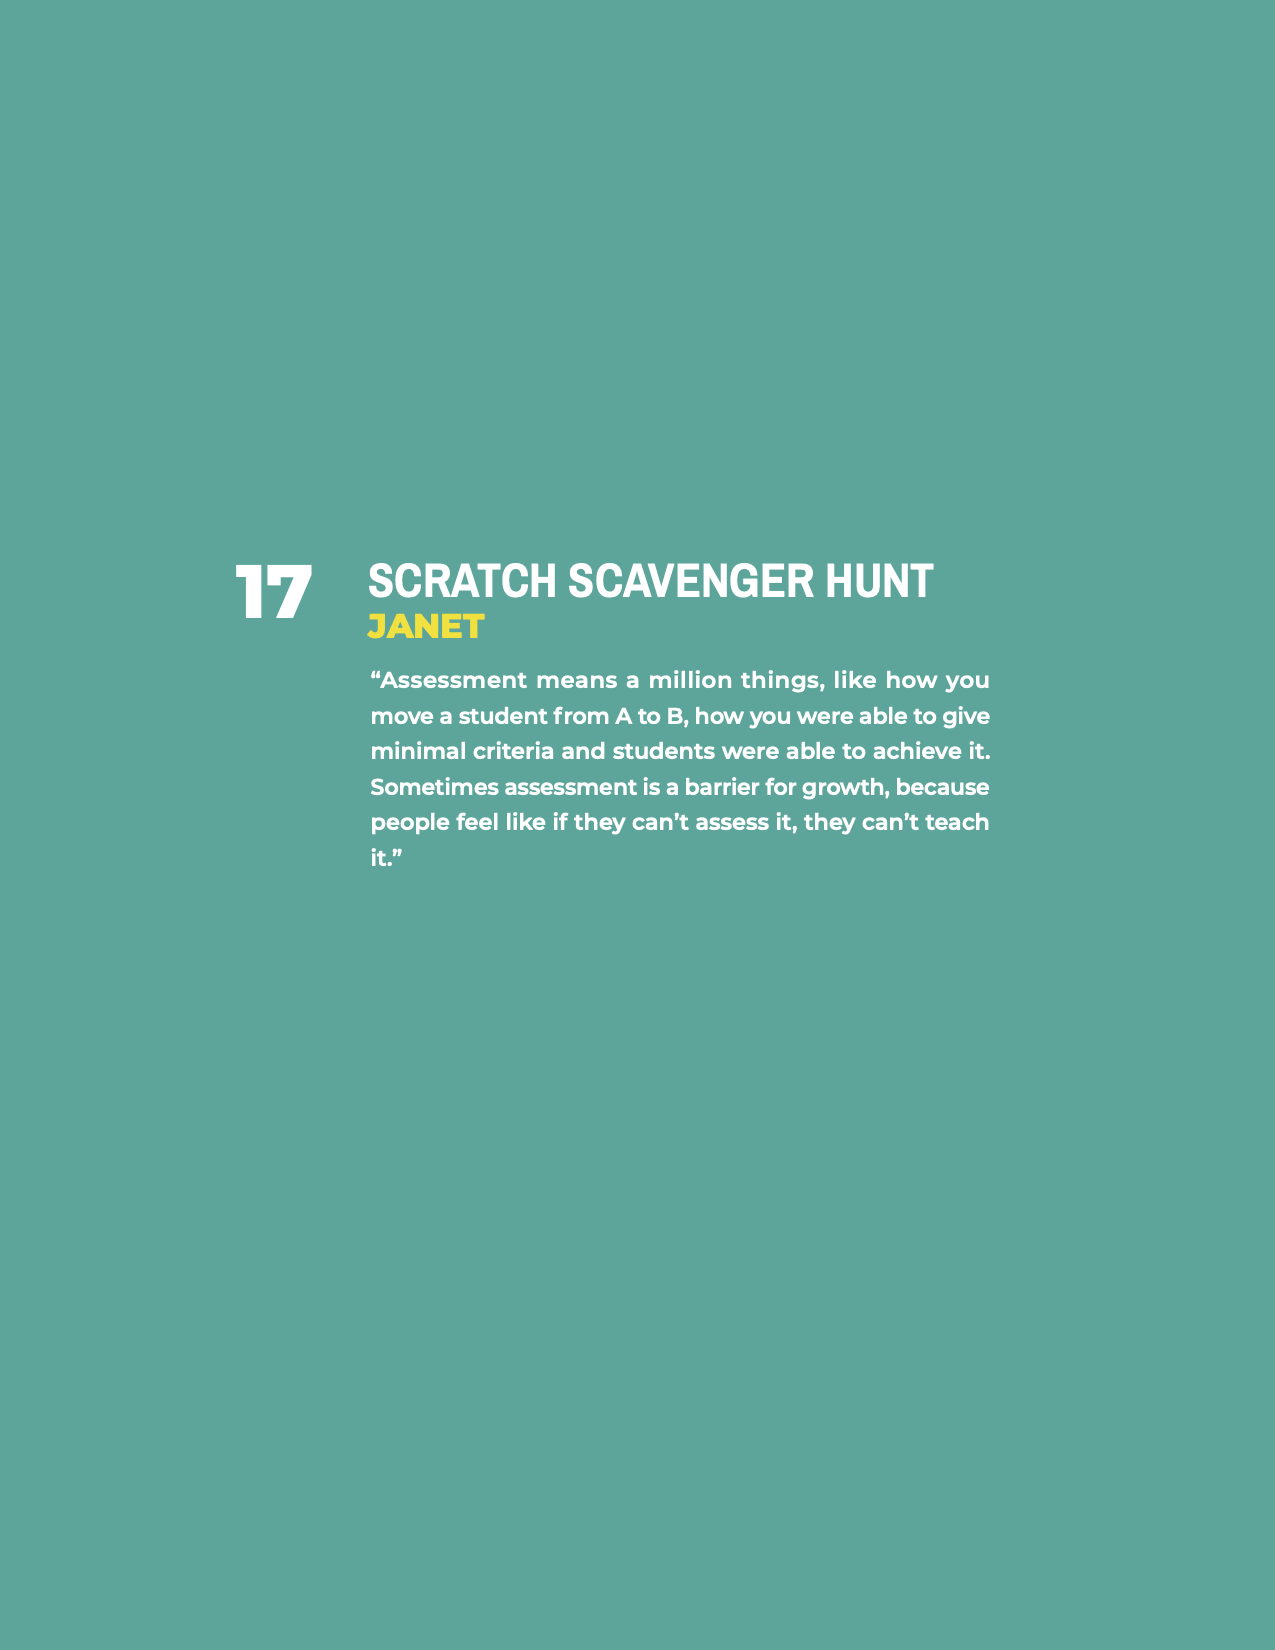 17
SCRATCH SCAVENGER HUNT
JANET
“Assessment means a million things, like how you
move a student from A to B, how you were able to give
minimal criteria and students were able to achieve it.
Sometimes assessment is a barrier for growth, because
people feel like if they can’t assess it, they can’t teach
it.”